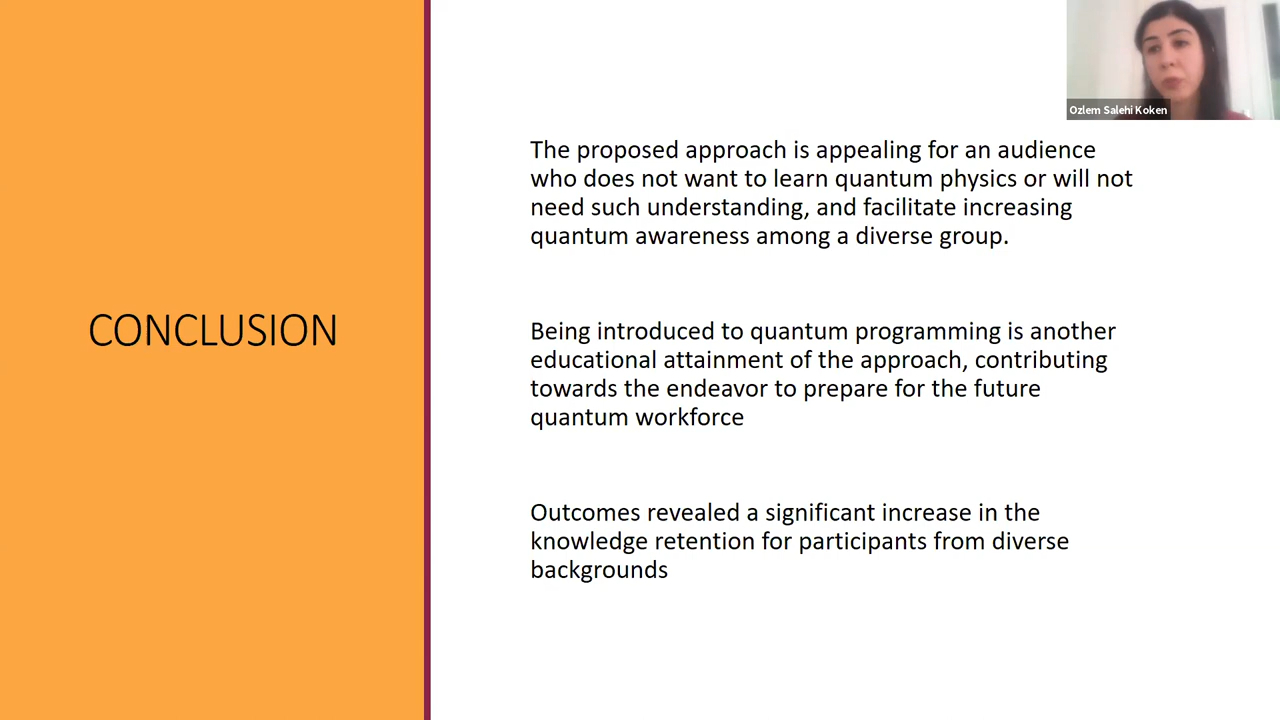 Ozlem Salehi Koken
The proposed approach is appealing for an audience
who does not want to learn quantum physics or will not
need such understanding, and facilitate increasing
quantum awareness among a diverse group.
CONCLUSION
Being introduced to quantum programming is another
educational attainment of the approach, contributing
towards the endeavor to prepare for the future
quantum workforce
Outcomes revealed a significant increase in the
knowledge retention for participants from diverse
backgrounds